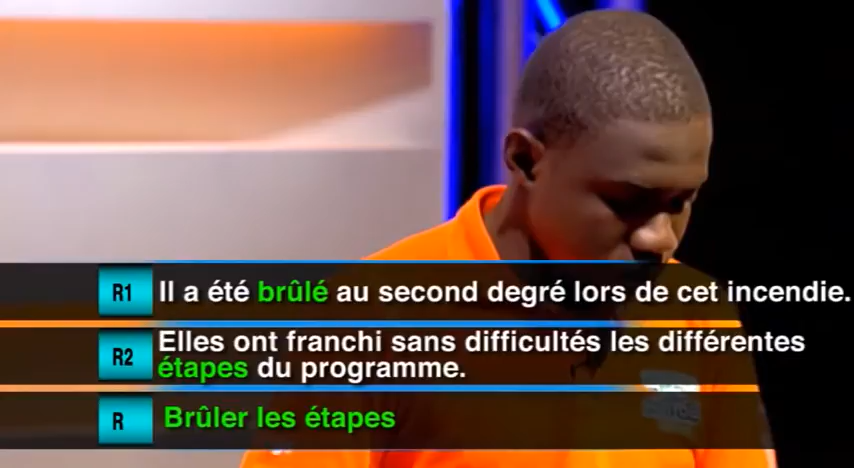 R1 Il a été brûlé au second degré lors de cet incendie.
R2 Elles ont franchi sans difficultés les différentes
étapes du programme.
R Brûler les étapes